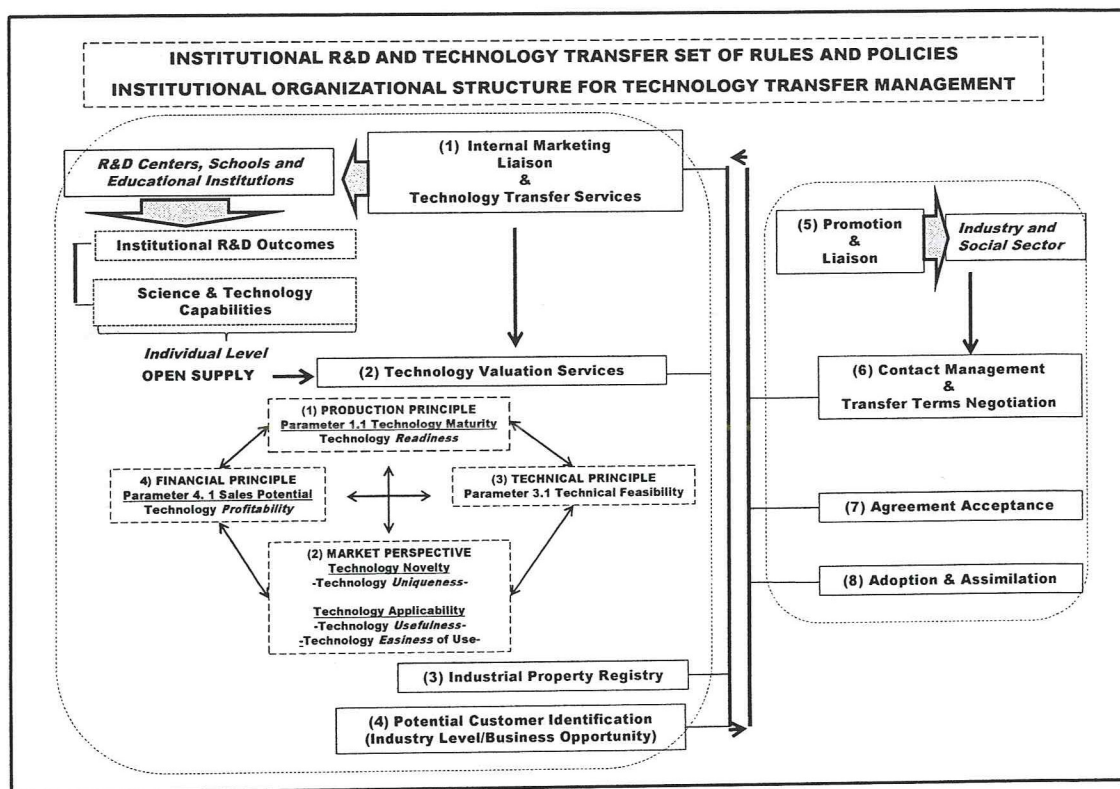 INSTITUTIONAL R&D AND TECHNOLOGY TRANSFER SET OF RULES AND POLICIES
INSTITUTIONAL ORGANIZATIONAL STRUCTURE FOR TECHNOLOGY TRANSFER MANAGEMENT
(1) Internal Marketing
Liaison
&
Technology Transfer Services
R&D Centers, Schools and
Educational Institutions
Institutional R&D Outcomes
Science & Technology
Capabilities
Individual Level
OPEN SUPPLY
(2) Technology Valuation Services
(1) PRODUCTION PRINCIPLE
Parameter 1.1 Technology Maturity
Technology Readiness
4) FINANCIAL PRINCIPLE
Parameter 4. 1 Sales Potential
Technology Profitability
(3) TECHNICAL PRINCIPLE
Parameter 3.1 Technical Feasibility
(2) MARKET PERSPECTIVE
Technology Novelty
-Technology Uniqueness-
Technology Applicability
-Technology Usefulness-
-Technology Easiness of Use-
(3) Industrial Property Registry
(4) Potential Customer Identification
(Industry Level/Business Opportunity)
(5) Promotion
&
Liaison
Industry and
Social Sector
(6) Contact Management
&
Transfer Terms Negotiation
(7) Agreement Acceptance
(8) Adoption & Assimilation